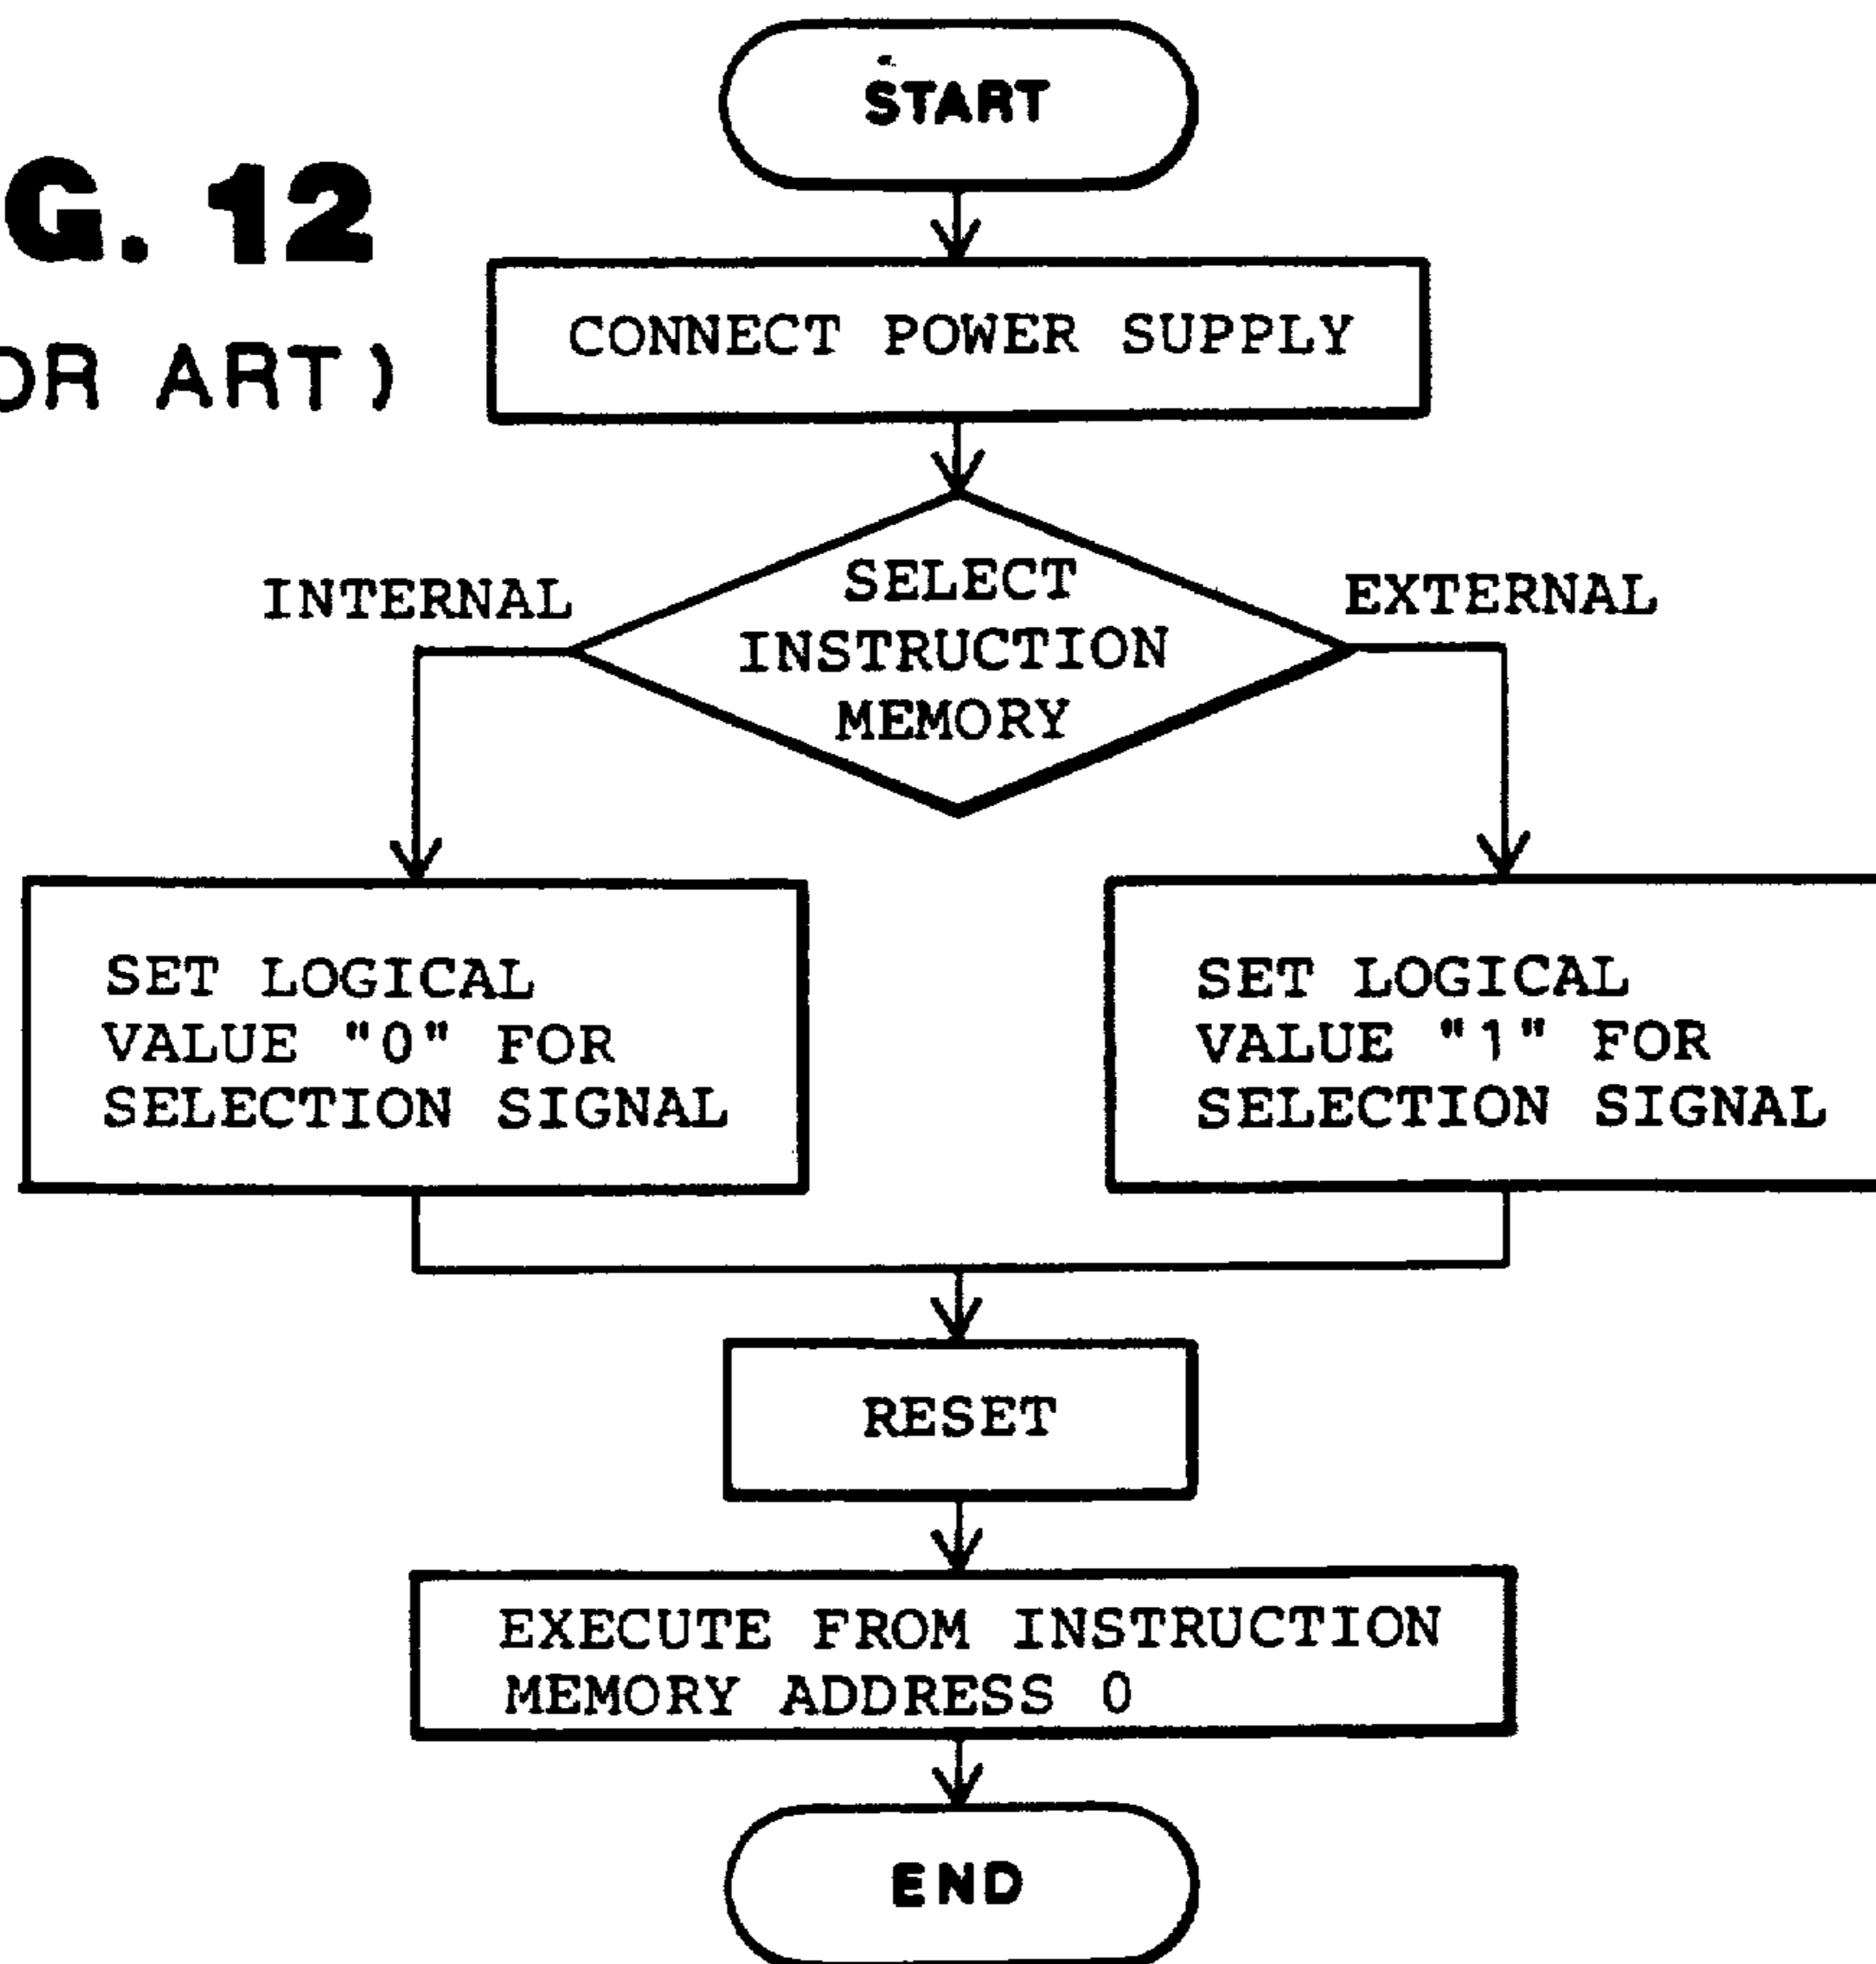 START
G. 12
CONNECT POWER SUPPLY
OR ART)
SELECT
INSTRUCTION
MEMORY
INTERNAL
EXTERNAL
SET LOGICAL
VALUE "0" FOR
SELECTION SIGNAL
SET LOGICAL
VALUE "1" FOR
SELECTION SIGNAL
RESET
EXECUTE FROM INSTRUCTION
MEMORY ADDRESS 0
END